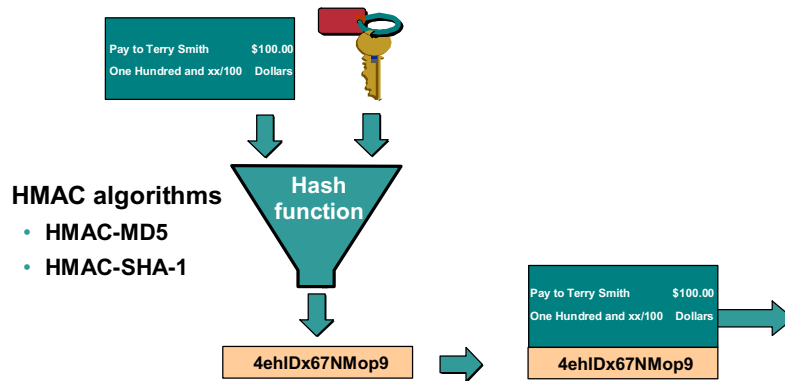 Pay to Terry Smith $100.00
One Hundred and xx/100 Dollars
Hash
function
HMAC algorithms
• HMAC-MD5
• HMAC-SHA-1
Pay to Terry Smith $100.00
One Hundred and xx/100 Dollars
4ehIDx67NMop9
4ehIDx67NMop9